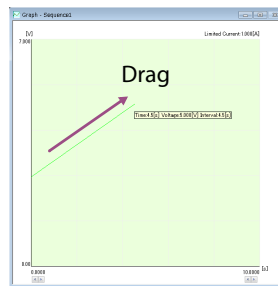 Graph - Sequence1
[V]
Limited Current:1.000[A]
7.900
Drag
Time:4.5[s] Voltage:5.000[V] Interval:4.5[s]
0.00
0.0000
10.0000
[s]